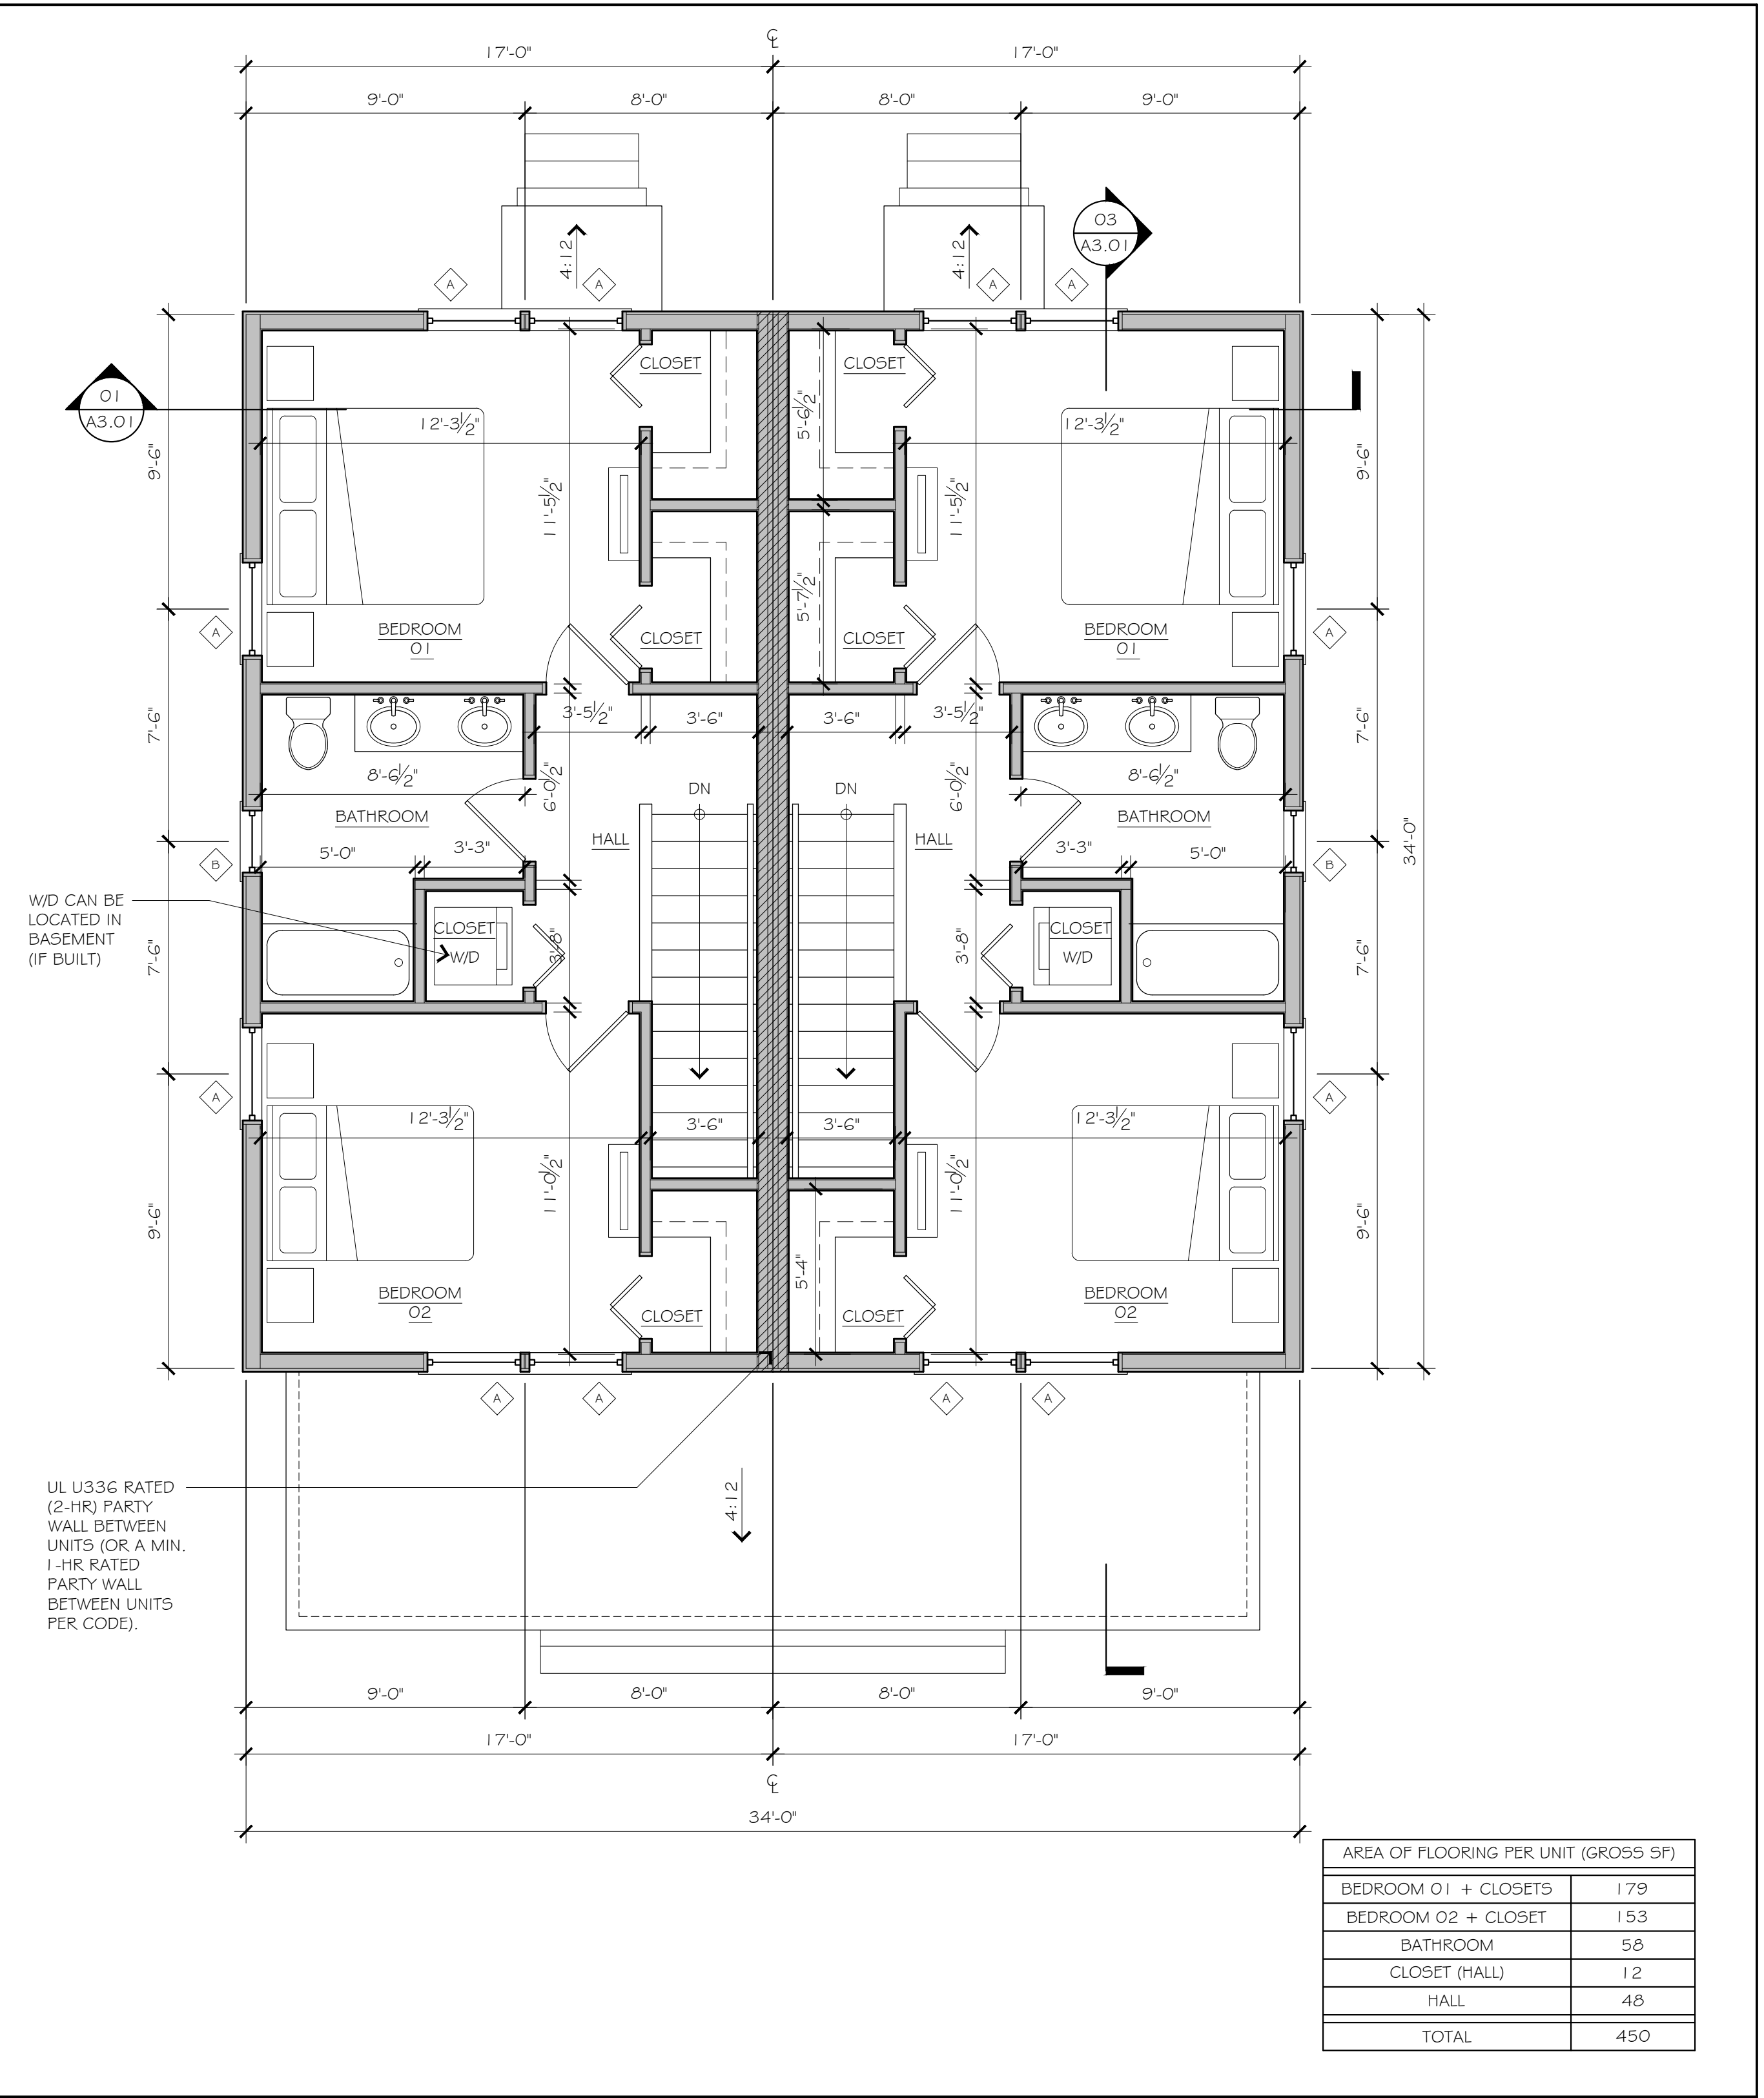 ℄
17'-0" 17'-0"
9'-0" 8'-0" 8'-0" 9'-0"
03
A3.01
4:12 4:12
A A A A
01
A3.01
CLOSET CLOSET
12'-3½" 5'-6½" 12'-3½"
9'-6" 9'-6"
11'-5½" 11'-5½"
5'-7½"
A BEDROOM CLOSET CLOSET BEDROOM A
01 01
7'-6" 3'-5½" 3'-6" 3'-6" 3'-5½" 7'-6"
8'-6½" 6'-0½" DN DN 6'-0½" 8'-6½"
BATHROOM BATHROOM
HALL HALL
34'-0"
B 5'-0" 3'-3" 3'-3" 5'-0" B
W/D CAN BE
LOCATED IN
BASEMENT
(IF BUILT)
7'-6" CLOSET 3'-8" 3'-8" CLOSET 7'-6"
W/D W/D
A A
12'-3½" 3'-6" 3'-6" 12'-3½"
9'-6" 11'-0½" 11'-0½" 9'-6"
5'-4"
BEDROOM CLOSET CLOSET BEDROOM
02 02
A A A A
UL U336 RATED
(2-HR) PARTY
WALL BETWEEN
UNITS (OR A MIN.
1-HR RATED
PARTY WALL
BETWEEN UNITS
PER CODE).
4:12
9'-0" 8'-0" 8'-0" 9'-0"
17'-0" 17'-0"
℄
34'-0"
AREA OF FLOORING PER UNIT (GROSS SF)
BEDROOM 01 + CLOSETS 179
BEDROOM 02 + CLOSET 153
BATHROOM 58
CLOSET (HALL) 12
HALL 48
TOTAL 450